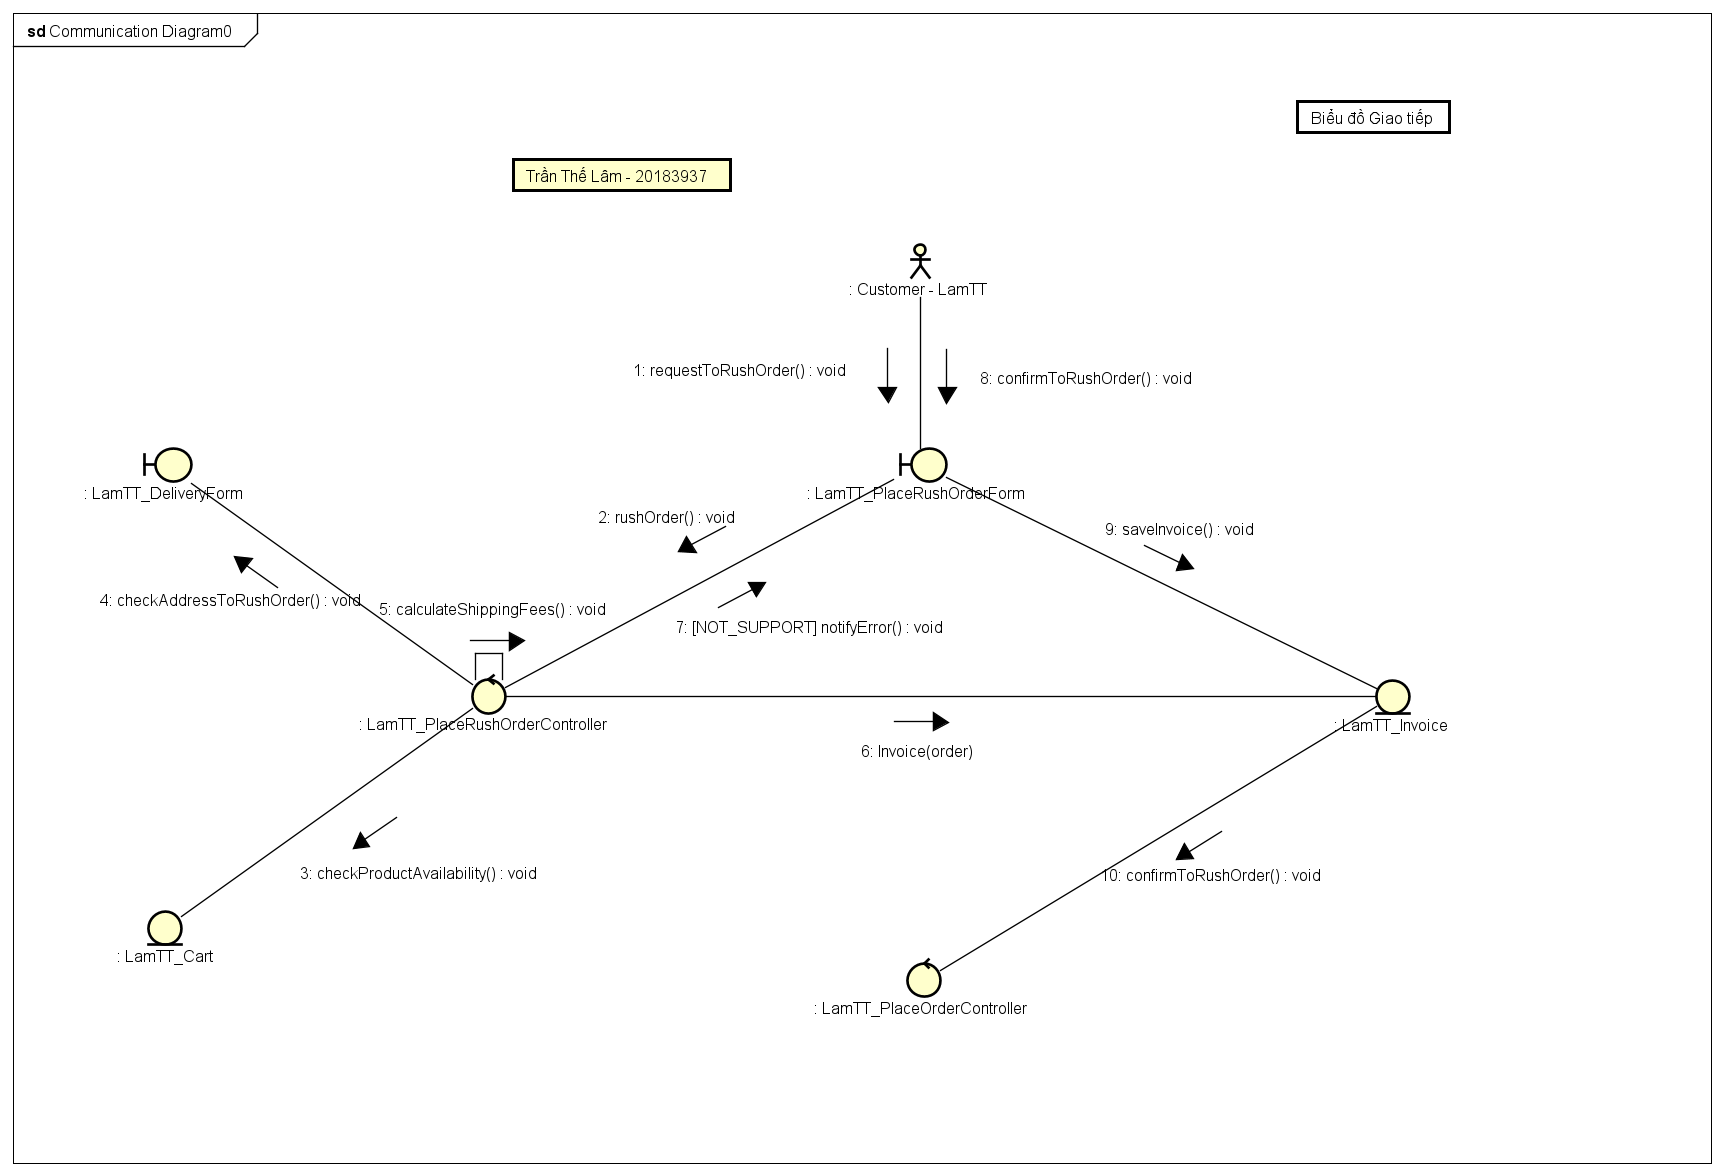 sd Communication Diagram0
Biểu đồ Giao tiếp
Trần Thế Lâm - 20183937
: Customer - LamTT
1: requestToRushOrder() : void
8: confirmToRushOrder() : void
: LamTT_DeliveryForm
: LamTT_PlaceRushOrderForm
2: rushOrder() : void
9: saveInvoice() : void
4: checkAddressToRushOrder() : void
5: calculateShippingFees() : void
7: [NOT_SUPPORT] notifyError() : void
: LamTT_PlaceRushOrderController
: LamTT_Invoice
6: Invoice(order)
3: checkProductAvailability() : void
10: confirmToRushOrder() : void
: LamTT_Cart
: LamTT_PlaceOrderController